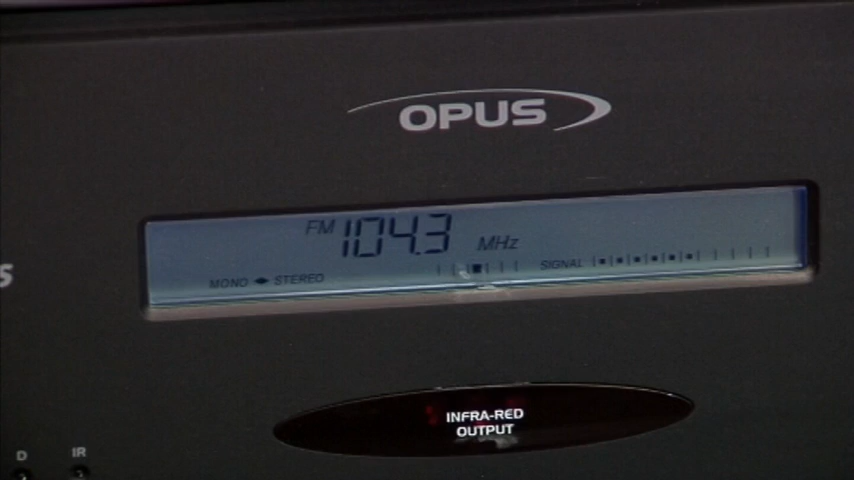 OPUS
FM 104.3 MHz
MONO STEREO
SIGNAL
S
INFRA-RED
OUTPUT
D IR